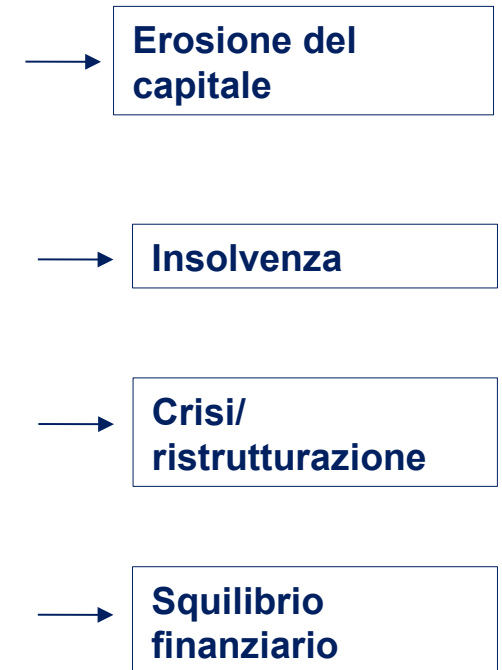 Erosione del
capitale
Insolvenza
Crisi/
ristrutturazione
Squilibrio
finanziario